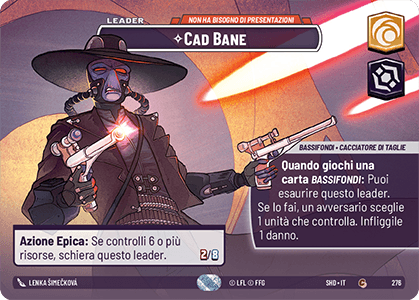 LEADER
NON HA BISOGNO DI PRESENTAZIONI
CAD BANE
BASSIFONDI • CACCIATORE DI TAGLIE
Quando giochi una
carta BASSIFONDI: Puoi
esaurire questo leader.
Se lo fai, un avversario sceglie
1 unità che controlla. Infliggile
1 danno.
Azione Epica: Se controlli 6 o più
risorse, schiera questo leader.
2/8
LENKA ŠIMEČKOVÁ
© LFL © FFG
SHD • IT
C
276